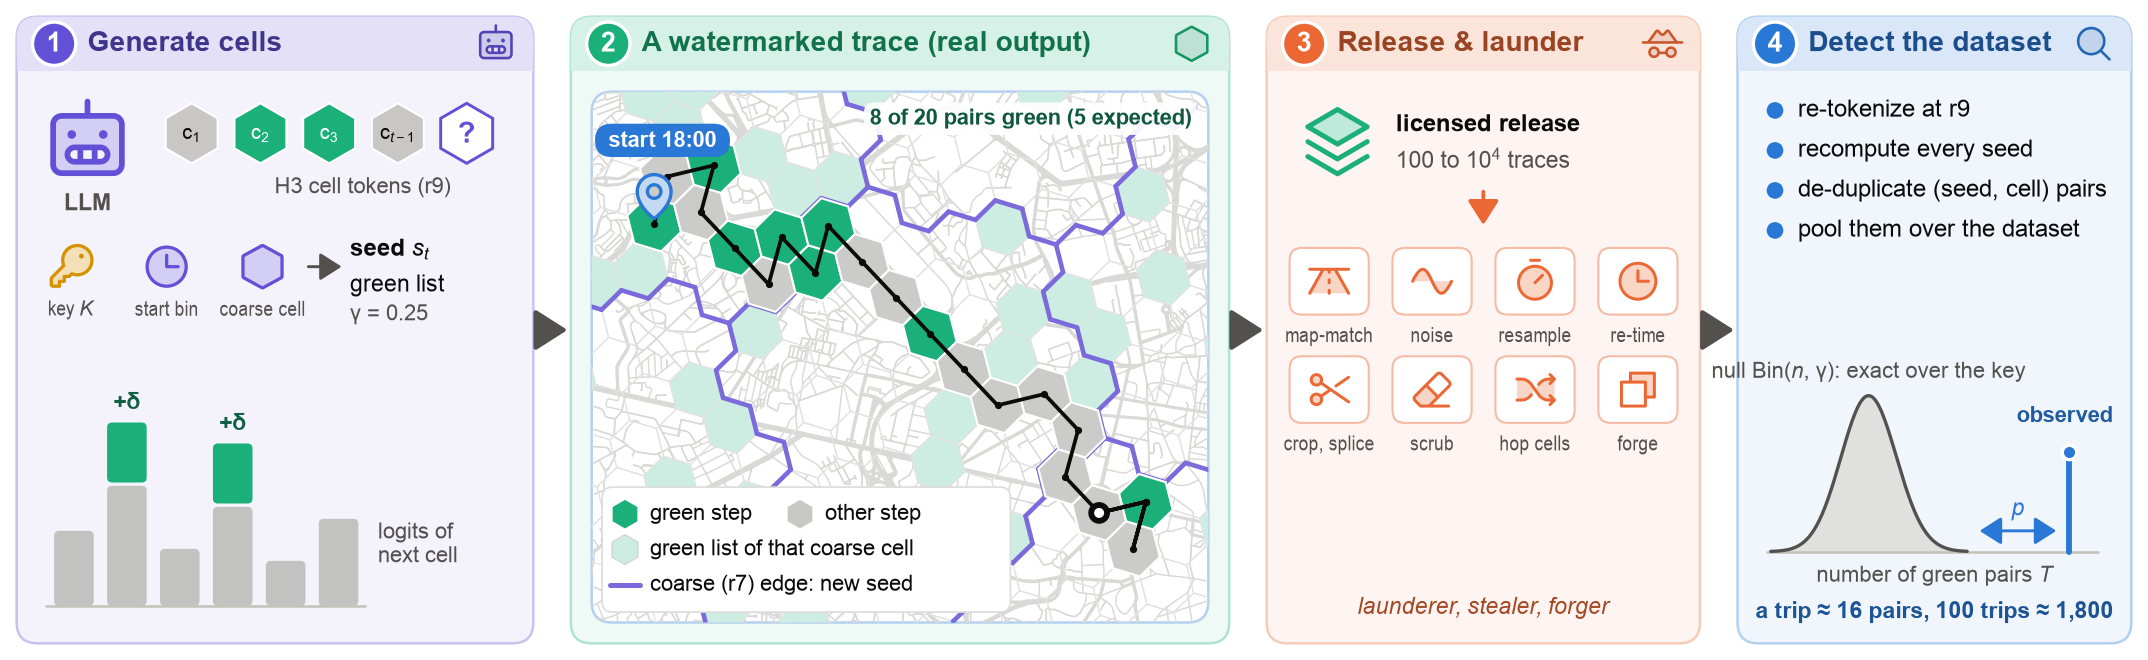 1 Generate cells
c1 c2 c3 ct−1 ?
H3 cell tokens (r9)
LLM
seed st
green list
γ = 0.25
key K
start bin
coarse cell
+δ
+δ
logits of
next cell
2 A watermarked trace (real output)
8 of 20 pairs green (5 expected)
start 18:00
green step
other step
green list of that coarse cell
coarse (r7) edge: new seed
3 Release & launder
licensed release
100 to 10⁴ traces
map-match
noise
resample
re-time
crop, splice
scrub
hop cells
forge
launderer, stealer, forger
4 Detect the dataset
re-tokenize at r9
recompute every seed
de-duplicate (seed, cell) pairs
pool them over the dataset
null Bin(n, γ): exact over the key
observed
p
number of green pairs T
a trip ≈ 16 pairs, 100 trips ≈ 1,800